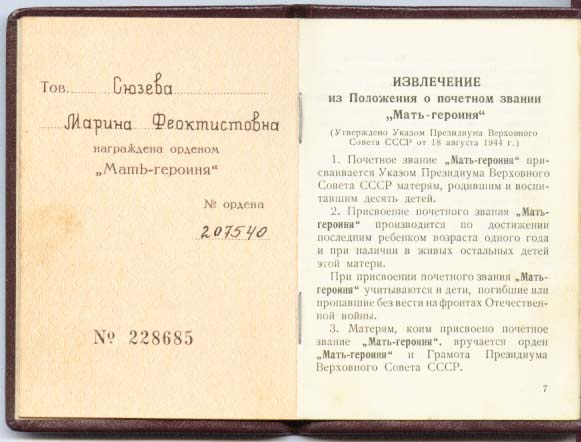 Тов. Сюзева
Марина Феоктистовна
награждена орденом
„Мать-героиня“
№ ордена
207540
№ 228685
ИЗВЛЕЧЕНИЕ
из Положения о почетном звании
„Мать-героиня“
(Утверждено Указом Президиума Верховного
Совета СССР от 18 августа 1944 г.)
1. Почетное звание „Мать-героиня“ при-
сваивается Указом Президиума Верховного
Совета СССР матерям, родившим и воспи-
тавшим десять детей.
2. Присвоение почетного звания „Мать-
героиня“ производится по достижении
последним ребенком возраста одного года
и при наличии в живых остальных детей
этой матери.
При присвоении почетного звания „Мать-
героиня“ учитываются и дети, погибшие или
пропавшие без вести на фронтах Отечествен-
ной войны.
3. Матерям, коим присвоено почетное
звание „Мать-героиня“, вручается орден
„Мать-героиня“ и Грамота Президиума
Верховного Совета СССР.
7